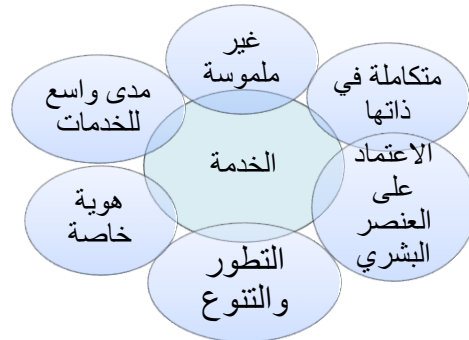 غير
ملموسة
متكاملة في
ذاتها
الاعتماد
على
العنصر
البشري
التطور
والتنوع
هوية
خاصة
مدى واسع
للخدمات
الخدمة